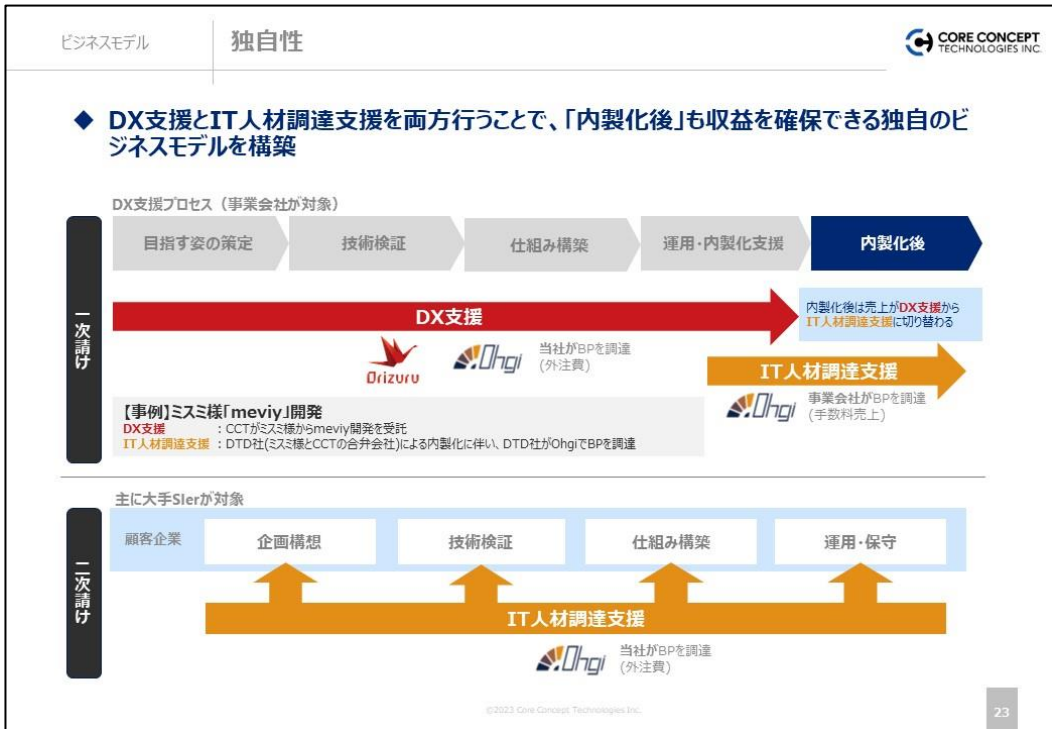 ビジネスモデル
独自性
CORE CONCEPT
TECHNOLOGIES INC.
◆ DX支援とIT人材調達支援を両方行うことで、「内製化後」も収益を確保できる独自のビ
ジネスモデルを構築
DX支援プロセス（事業会社が対象）
一次請け
目指す姿の策定
技術検証
仕組み構築
運用・内製化支援
内製化後
DX支援
内製化後は売上がDX支援から
IT人材調達支援に切り替わる
Orizuru
Ohgi
当社がBPを調達
(外注費)
IT人材調達支援
Ohgi
事業会社がBPを調達
(手数料売上)
【事例】ミスミ様「meviy」開発
DX支援 ：CCTがミスミ様からmeviy開発を受託
IT人材調達支援 ：DTD社(ミスミ様とCCTの合弁会社)による内製化に伴い、DTD社がOhgiでBPを調達
主に大手SIerが対象
二次請け
顧客企業
企画構想
技術検証
仕組み構築
運用・保守
IT人材調達支援
Ohgi
当社がBPを調達
(外注費)
©2023 Core Concept Technologies Inc.
23